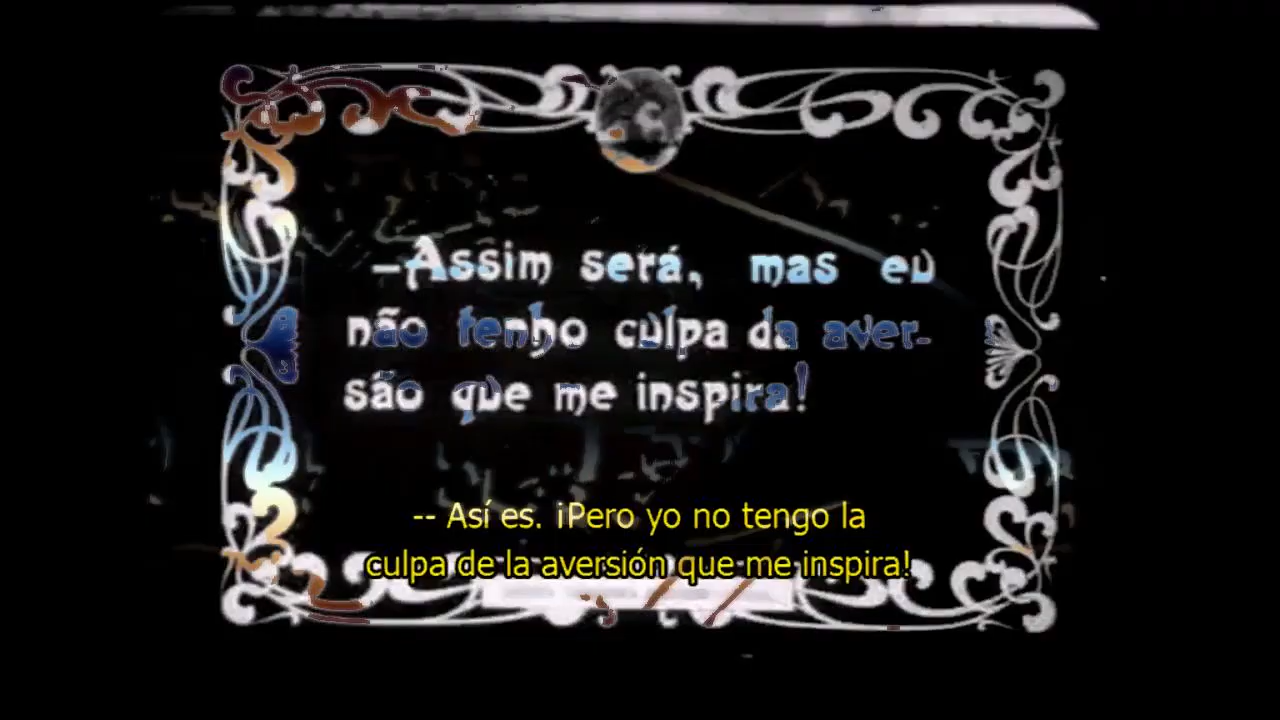 –Assim será, mas eu
não tenho culpa da aver-
são que me inspira!
-- Así es. ¡Pero yo no tengo la
culpa de la aversión que me inspira!